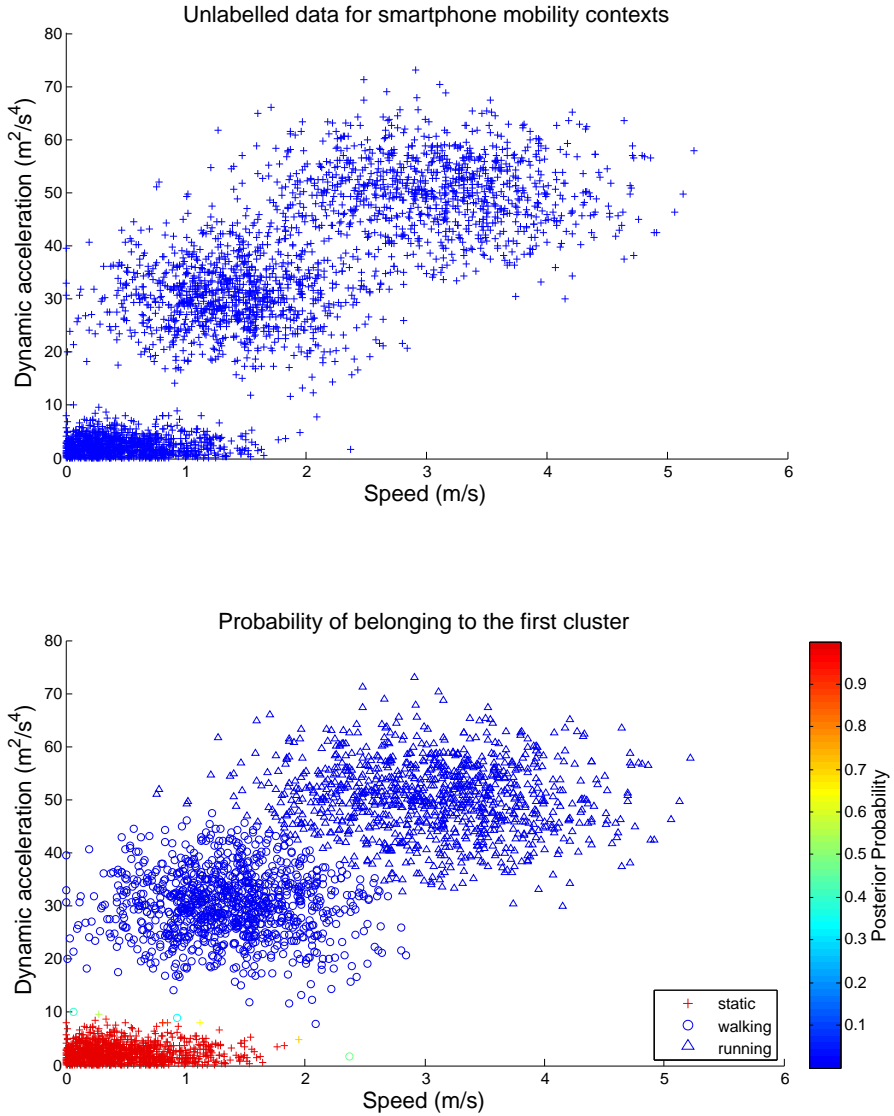 Unlabelled data for smartphone mobility contexts
80
70
60
50
40
30
20
10
0
Dynamic acceleration (m²/s⁴)
0 1 2 3 4 5 6
Speed (m/s)
Probability of belonging to the first cluster
80
70
60
50
40
30
20
10
0
Dynamic acceleration (m²/s⁴)
0 1 2 3 4 5 6
Speed (m/s)
static
walking
running
0.9
0.8
0.7
0.6
0.5
0.4
0.3
0.2
0.1
Posterior Probability